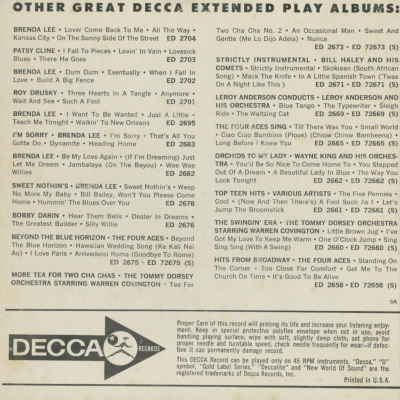 OTHER GREAT DECCA EXTENDED PLAY ALBUMS:
BRENDA LEE • Lover Come Back To Me • All The Way •
Kansas City • On the Sunny Side Of The Street ED 2704
PATSY CLINE • I Fall To Pieces • Lovin' In Vain • Lovesick
Blues • There He Goes ED 2703
BRENDA LEE • Dum Dum • Eventually • When I Fall In
Love • Build A Big Fence ED 2702
ROY DRUSKY • Three Hearts In A Tangle • Anymore •
Wait And See • Such A Fool ED 2701
BRENDA LEE • I Want To Be Wanted • Just A Little •
Teach Me Tonight • Walkin' To New Orleans ED 2695
I'M SORRY • BRENDA LEE • I'm Sorry • That's All You
Gotta Do • Dynamite • Heading Home ED 2683
BRENDA LEE • Be My Love Again • (If I'm Dreaming) Just
Let Me Dream • Jambalaya (On The Bayou) • Wee Wee
Willies ED 2682
SWEET NOTHIN'S • BRENDA LEE • Sweet Nothin's • Weep
No More My Baby • Bill Bailey, Won't You Please Come
Home • Hummin' The Blues Over You ED 2678
BOBBY DARIN • Hear Them Bells • Dealer In Dreams •
The Greatest Builder • Silly Willie ED 2676
BEYOND THE BLUE HORIZON • THE FOUR ACES • Beyond
The Blue Horizon • Hawaiian Wedding Song (Ke Kali Nei
Au) • I Love Paris • Arrivederci Roma (Goodbye To Rome)
ED 2675 • ED 72675 (S)
MORE TEA FOR TWO CHA CHAS • THE TOMMY DORSEY
ORCHESTRA STARRING WARREN COVINGTON • Tea For
Two Cha Cha No. 2 • An Occasional Man • Sweet And
Gentle (Me Lo Dijo Adela) • Nunca
ED 2673 • ED 72673 (S)
STRICTLY INSTRUMENTAL • BILL HALEY AND HIS
COMETS • Strictly Instrumental • Skokiaan (South African
Song) • Mack The Knife • In A Little Spanish Town ('Twas
On A Night Like This) ED 2671 • ED 72671 (S)
LEROY ANDERSON CONDUCTS • LEROY ANDERSON AND
HIS ORCHESTRA • Blue Tango • The Typewriter • Sleigh
Ride • The Waltzing Cat ED 2669 • ED 72669 (S)
THE FOUR ACES SING • Till There Was You • Small World
• Ciao Ciao Bambina (Piove) (Chow Chow Bambeena) •
Long Before I Knew You ED 2665 • ED 72665 (S)
ORCHIDS TO MY LADY • WAYNE KING AND HIS ORCHES-
TRA • You'd Be So Nice To Come Home To • You Stepped
Out Of A Dream • A Beautiful Lady In Blue • The Way You
Look Tonight ED 2662 • ED 72662 (S)
TOP TEEN HITS • VARIOUS ARTISTS • The Five Pennies •
Cool • (Now And Then There's) A Fool Such As I • Let's
Jump The Broomstick ED 2661 • ED 72661 (S)
THE SWINGIN' ERA • THE TOMMY DORSEY ORCHESTRA
STARRING WARREN COVINGTON • Little Brown Jug • I've
Got My Love To Keep Me Warm • One O'Clock Jump • Sing
Sing Sing (With A Swing) ED 2660 • ED 72660 (S)
HITS FROM BROADWAY • THE FOUR ACES • Standing On
The Corner • Too Close For Comfort • Get Me To The
Church On Time • It's Good To Be Alive
ED 2658 • ED 72658 (S)
5A
DECCA RECORDS
Proper Care of this record will prolong its life and increase your listening enjoy-
ment. Keep in special protective polyflex envelope when not in use; avoid
handling playing surface; wipe with soft, slightly damp cloth; set phono for
proper needle and turntable speed, check needle frequently for wear—if defec-
tive it can permanently damage record.
This DECCA Record can be played only on 45 RPM instruments. "Decca," "D"
symbol, "Gold Label Series," "Deccalite" and "New World Of Sound" are the
registered trademarks of Decca Records, Inc.
Printed in U.S.A.